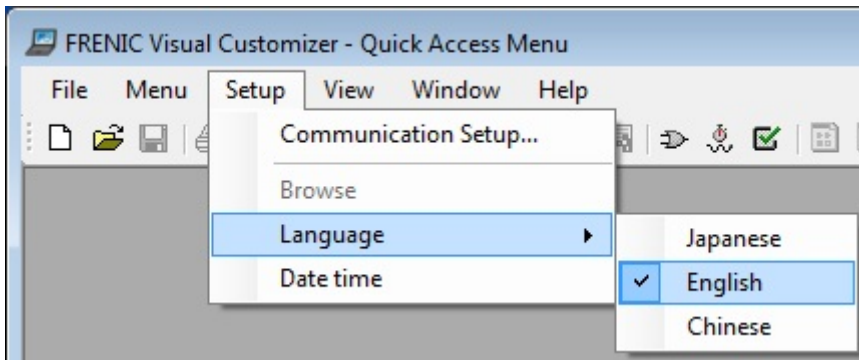 FRENIC Visual Customizer - Quick Access Menu
File Menu Setup View Window Help
Communication Setup...
Browse
Language
Japanese
English
Chinese
Date time